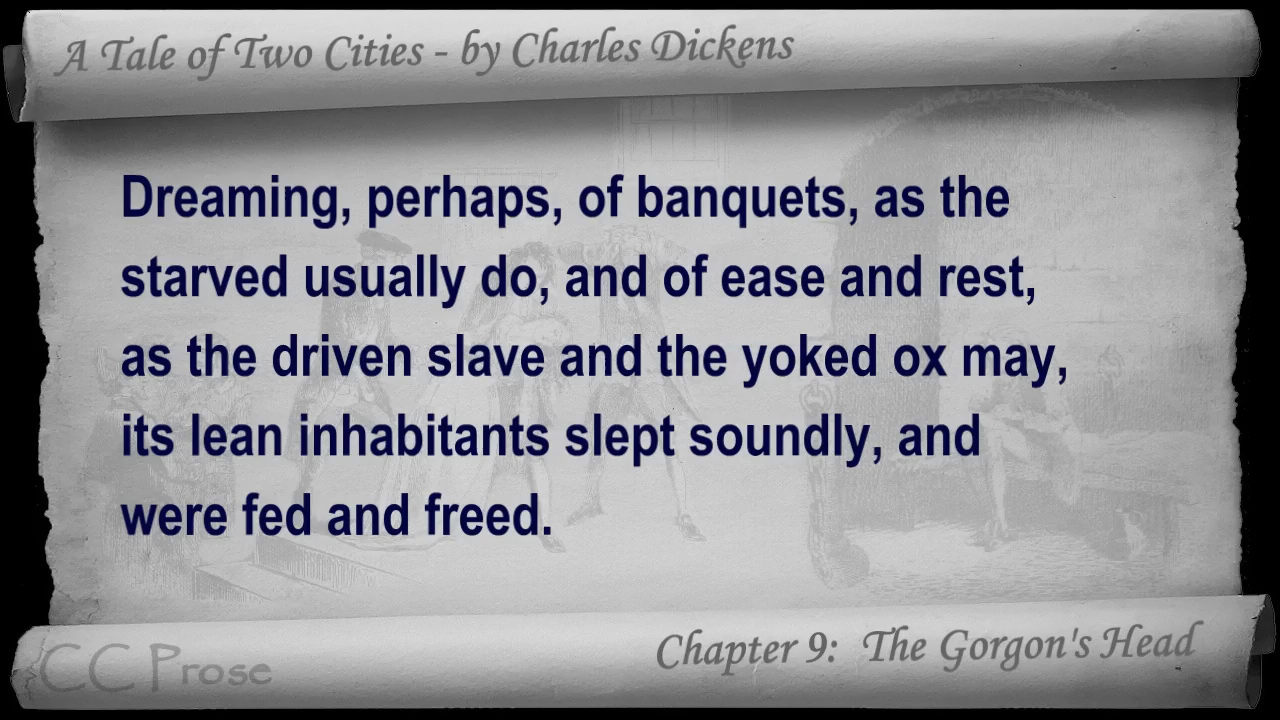 A Tale of Two Cities - by Charles Dickens
Dreaming, perhaps, of banquets, as the
starved usually do, and of ease and rest,
as the driven slave and the yoked ox may,
its lean inhabitants slept soundly, and
were fed and freed.
Chapter 9: The Gorgon's Head
CC Prose